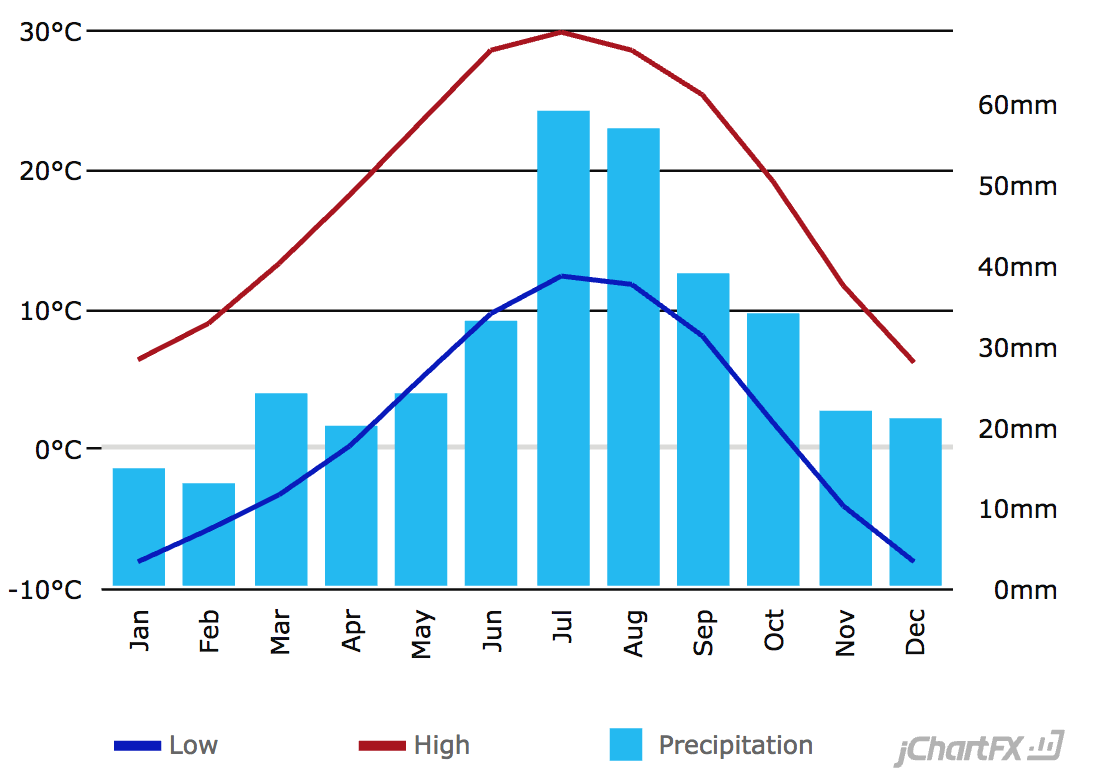 30°C
20°C
10°C
0°C
-10°C
60mm
50mm
40mm
30mm
20mm
10mm
0mm
Jan
Feb
Mar
Apr
May
Jun
Jul
Aug
Sep
Oct
Nov
Dec
Low High Precipitation
jChartFX